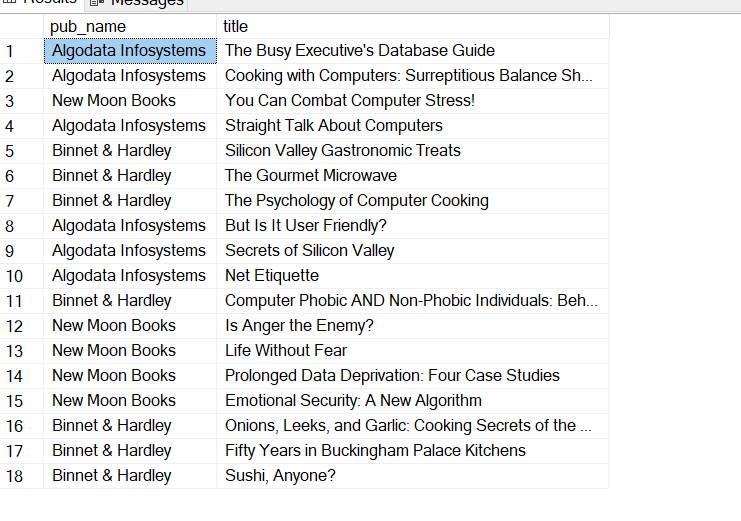 Results Messages
pub_name title
1 Algodata Infosystems The Busy Executive's Database Guide
2 Algodata Infosystems Cooking with Computers: Surreptitious Balance Sh...
3 New Moon Books You Can Combat Computer Stress!
4 Algodata Infosystems Straight Talk About Computers
5 Binnet & Hardley Silicon Valley Gastronomic Treats
6 Binnet & Hardley The Gourmet Microwave
7 Binnet & Hardley The Psychology of Computer Cooking
8 Algodata Infosystems But Is It User Friendly?
9 Algodata Infosystems Secrets of Silicon Valley
10 Algodata Infosystems Net Etiquette
11 Binnet & Hardley Computer Phobic AND Non-Phobic Individuals: Beh...
12 New Moon Books Is Anger the Enemy?
13 New Moon Books Life Without Fear
14 New Moon Books Prolonged Data Deprivation: Four Case Studies
15 New Moon Books Emotional Security: A New Algorithm
16 Binnet & Hardley Onions, Leeks, and Garlic: Cooking Secrets of the ...
17 Binnet & Hardley Fifty Years in Buckingham Palace Kitchens
18 Binnet & Hardley Sushi, Anyone?